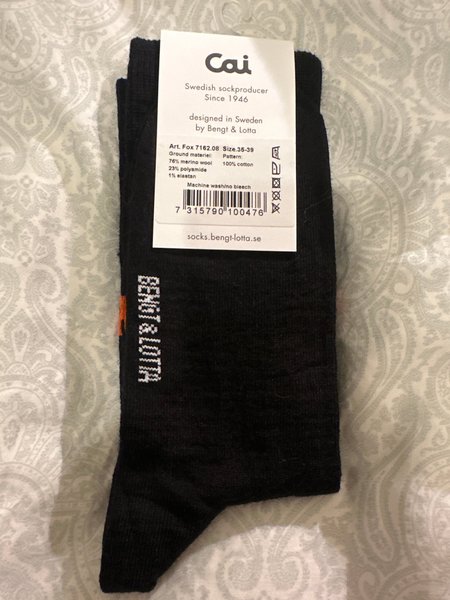 Cai
Swedish sockproducer
Since 1946
designed in Sweden
by Bengt & Lotta
Art. Fox 7162.08 Size.35-39
Ground materiel: Pattern:
76% merino wool 100% cotton
23% polyamide
1% elastan
Machine washino bleach
7 315790 100476
socks.bengt-lotta.se
BENGT & LOTTA